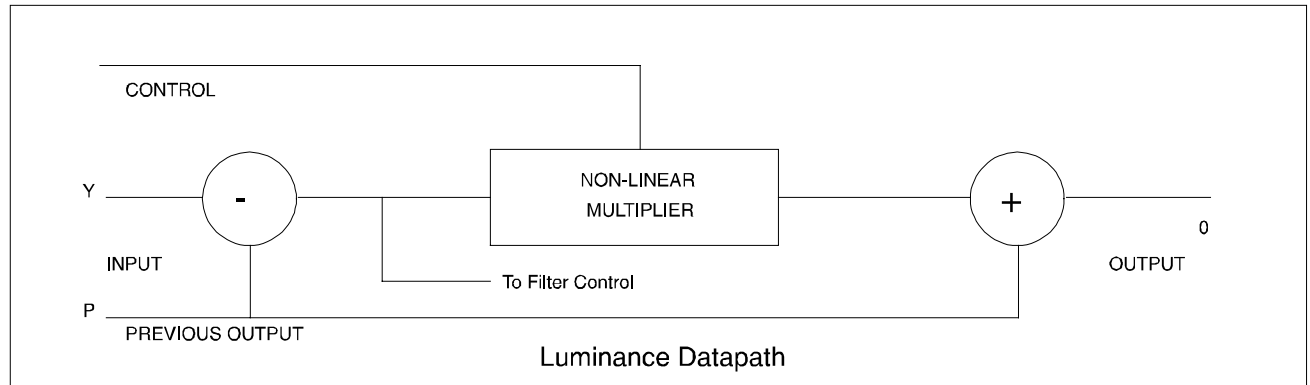 CONTROL
Y
-
NON-LINEAR
MULTIPLIER
+
0
INPUT
OUTPUT
To Filter Control
P
PREVIOUS OUTPUT
Luminance Datapath